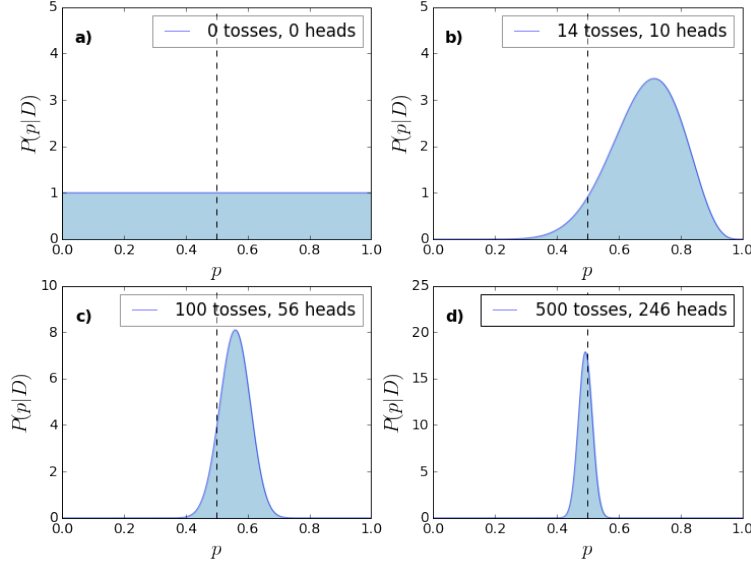 a)
0 tosses, 0 heads
5
4
3
2
1
0
P(p|D)
0.0 0.2 0.4 0.6 0.8 1.0
p
b)
14 tosses, 10 heads
5
4
3
2
1
0
P(p|D)
0.0 0.2 0.4 0.6 0.8 1.0
p
c)
100 tosses, 56 heads
10
8
6
4
2
0
P(p|D)
0.0 0.2 0.4 0.6 0.8 1.0
p
d)
500 tosses, 246 heads
25
20
15
10
5
0
P(p|D)
0.0 0.2 0.4 0.6 0.8 1.0
p